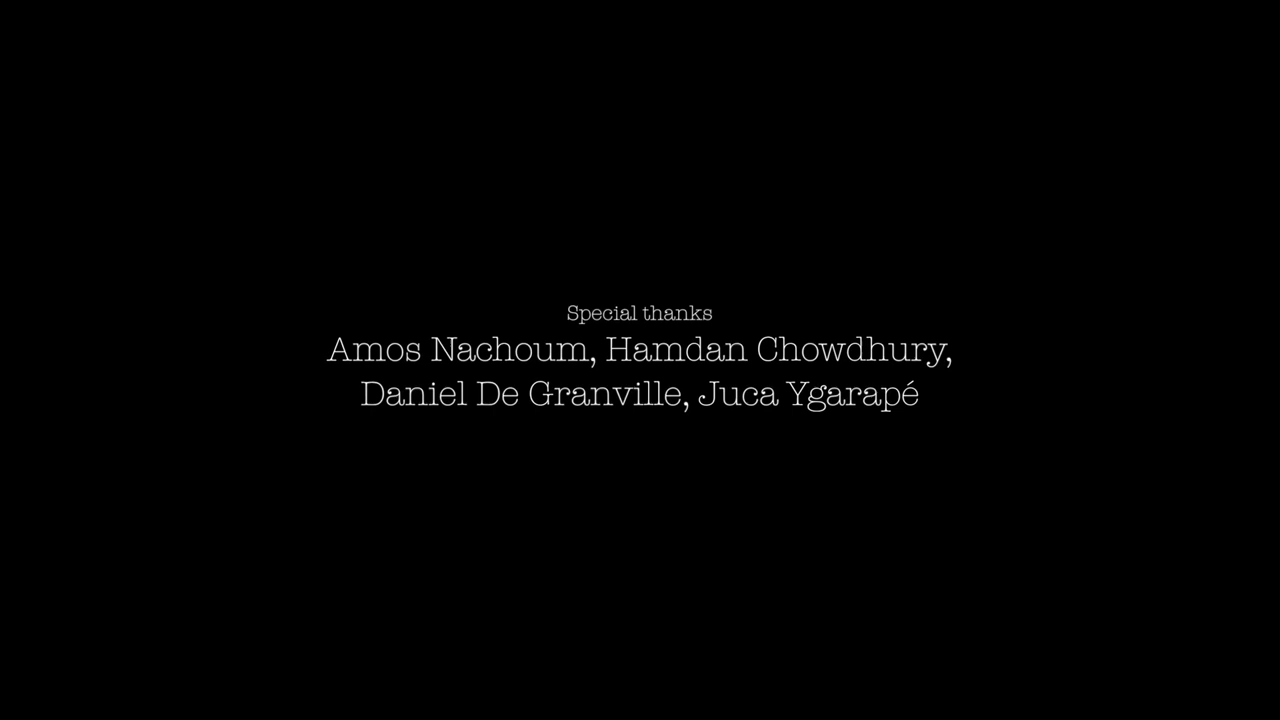 Special thanks
Amos Nachoum, Hamdan Chowdhury,
Daniel De Granville, Juca Ygarapé